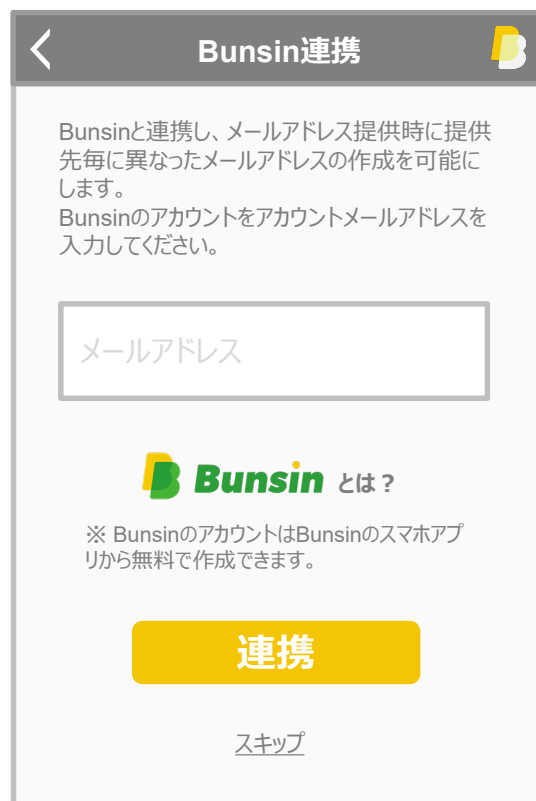 Bunsin連携
Bunsinと連携し、メールアドレス提供時に提供
先毎に異なったメールアドレスの作成を可能に
します。
Bunsinのアカウントをアカウントメールアドレスを
入力してください。
メールアドレス
Bunsin とは？
※ BunsinのアカウントはBunsinのスマホアプ
リから無料で作成できます。
連携
スキップ